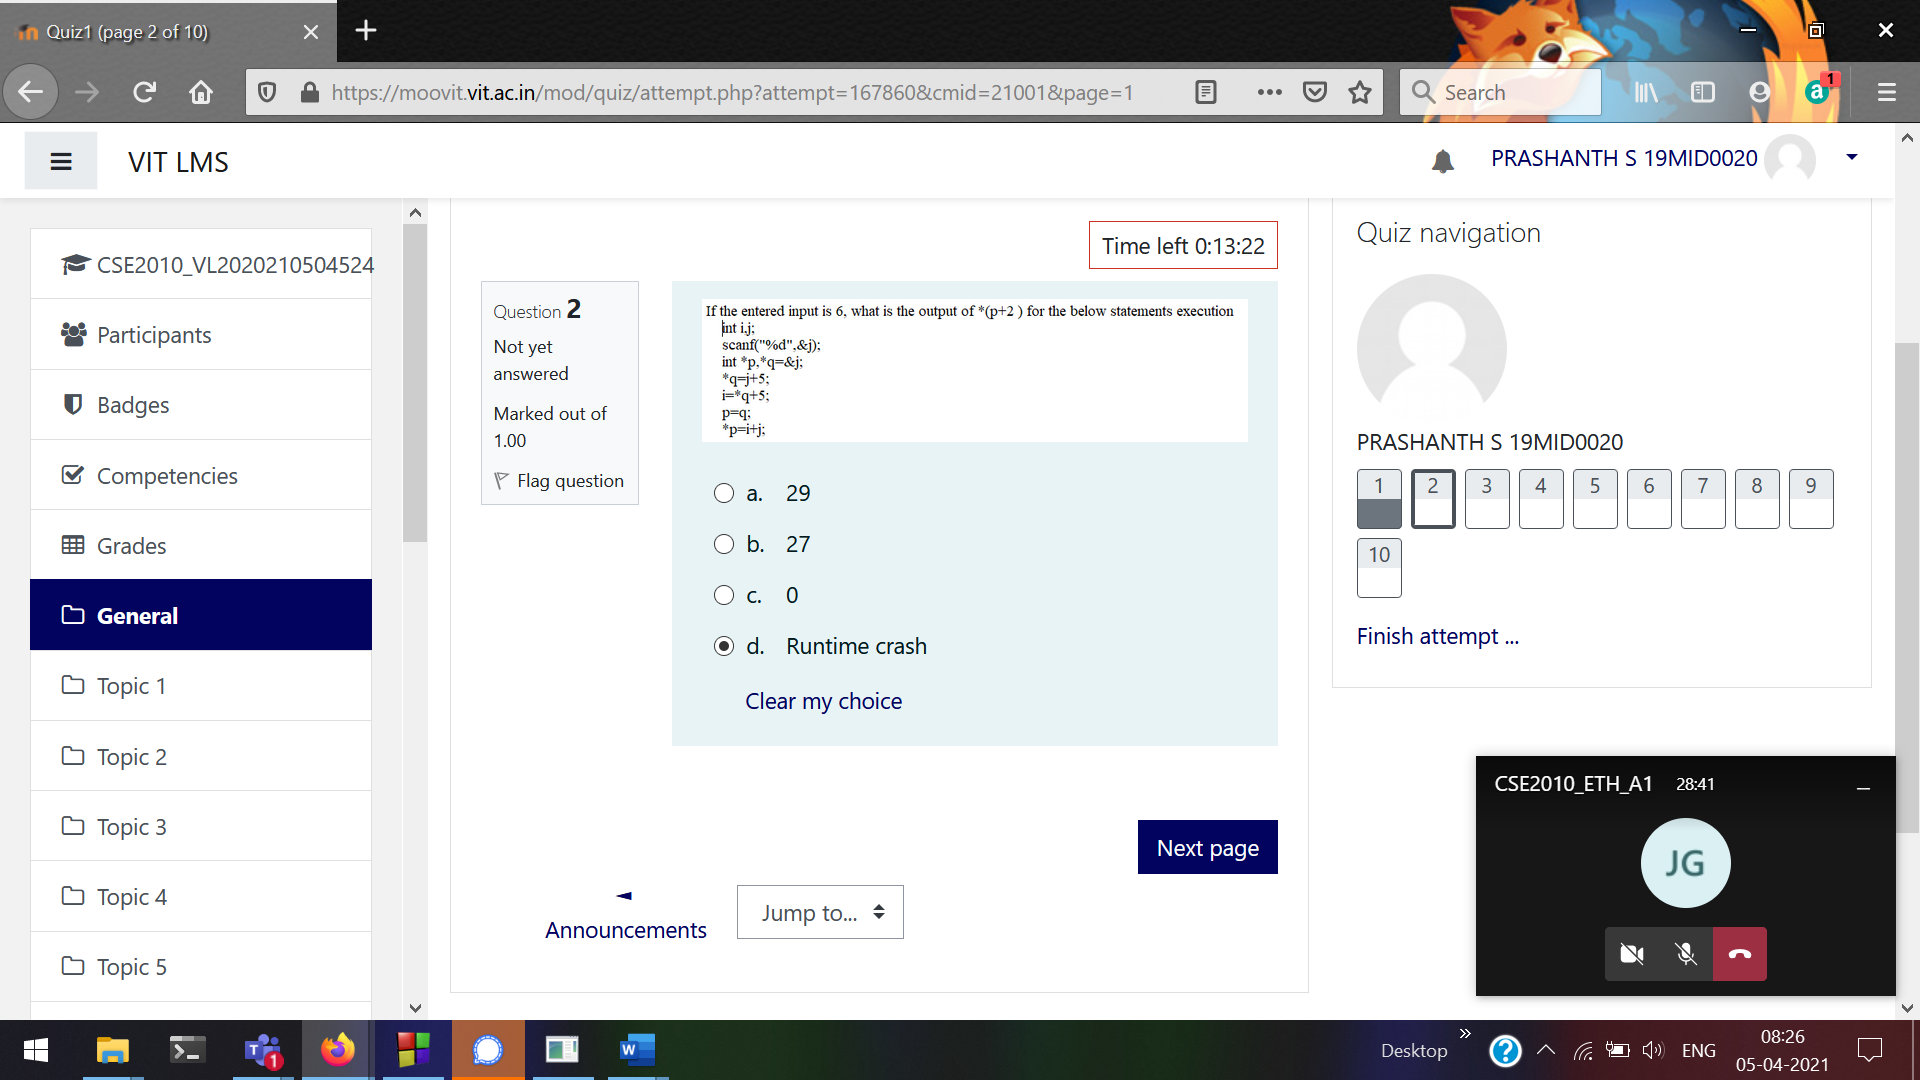 Quiz1 (page 2 of 10)
https://moovit.vit.ac.in/mod/quiz/attempt.php?attempt=167860&cmid=21001&page=1
Search
a
1
VIT LMS
PRASHANTH S 19MID0020
CSE2010_VL2020210504524
Participants
Badges
Competencies
Grades
General
Topic 1
Topic 2
Topic 3
Topic 4
Topic 5
Time left 0:13:22
Question 2
Not yet
answered
Marked out of
1.00
Flag question
If the entered input is 6, what is the output of *(p+2 ) for the below statements execution
int i,j;
scanf("%d",&j);
int *p,*q=&j;
*q=j+5;
i=*q+5;
p=q;
*p=i+j;
a. 29
b. 27
c. 0
d. Runtime crash
Clear my choice
Next page
Announcements
Jump to...
Quiz navigation
PRASHANTH S 19MID0020
1 2 3 4 5 6 7 8 9
10
Finish attempt ...
CSE2010_ETH_A1 28:41
JG
T
1
W
Desktop
»
?
ENG
08:26
05-04-2021